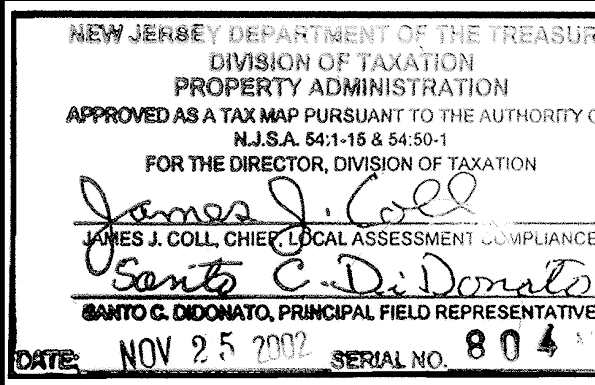 NEW JERSEY DEPARTMENT OF THE TREASUR
DIVISION OF TAXATION
PROPERTY ADMINISTRATION
APPROVED AS A TAX MAP PURSUANT TO THE AUTHORITY O
N.J.S.A. 54:1-15 & 54:50-1
FOR THE DIRECTOR, DIVISION OF TAXATION
James J. Coll
JAMES J. COLL, CHIEF, LOCAL ASSESSMENT COMPLIANCE
Santo C. DiDonato
SANTO C. DIDONATO, PRINCIPAL FIELD REPRESENTATIVE
DATE: NOV 25 2002 SERIAL NO. 804